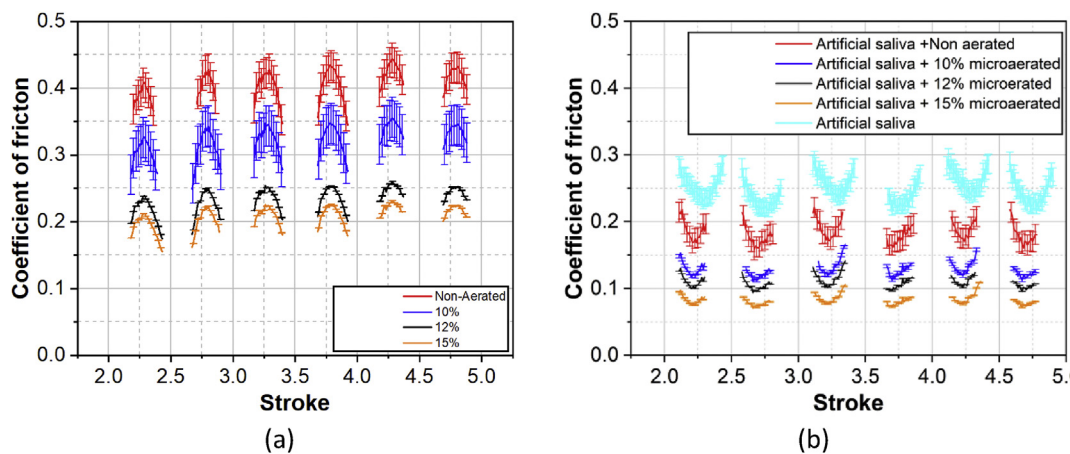 0.5
0.4
0.3
0.2
0.1
0.0
Coefficient of fricton
2.0 2.5 3.0 3.5 4.0 4.5 5.0
Stroke
Non-Aerated
10%
12%
15%
(a)
0.5
0.4
0.3
0.2
0.1
0.0
Coefficient of fricton
2.0 2.5 3.0 3.5 4.0 4.5 5.0
Stroke
Artificial saliva +Non aerated
Artificial saliva + 10% microaerated
Artificial saliva + 12% microerated
Artificial saliva + 15% microaerated
Artificial saliva
(b)